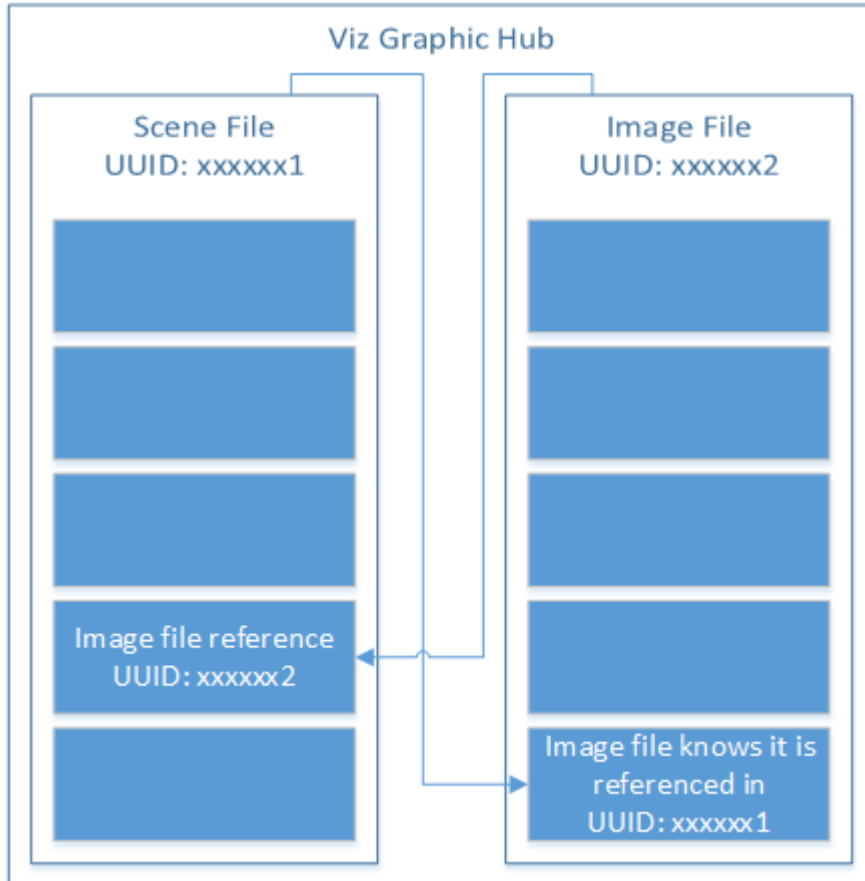 Viz Graphic Hub
Scene File
UUID: xxxxxx1
Image file reference
UUID: xxxxxx2
Image File
UUID: xxxxxx2
Image file knows it is
referenced in
UUID: xxxxxx1